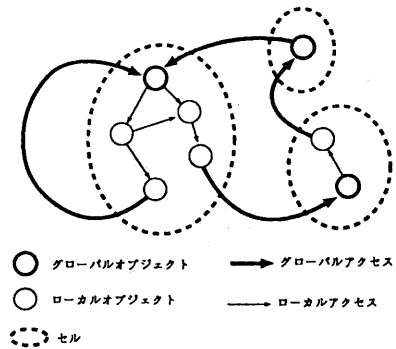 グローバルオブジェクト
グローバルアクセス
ローカルオブジェクト
ローカルアクセス
セル